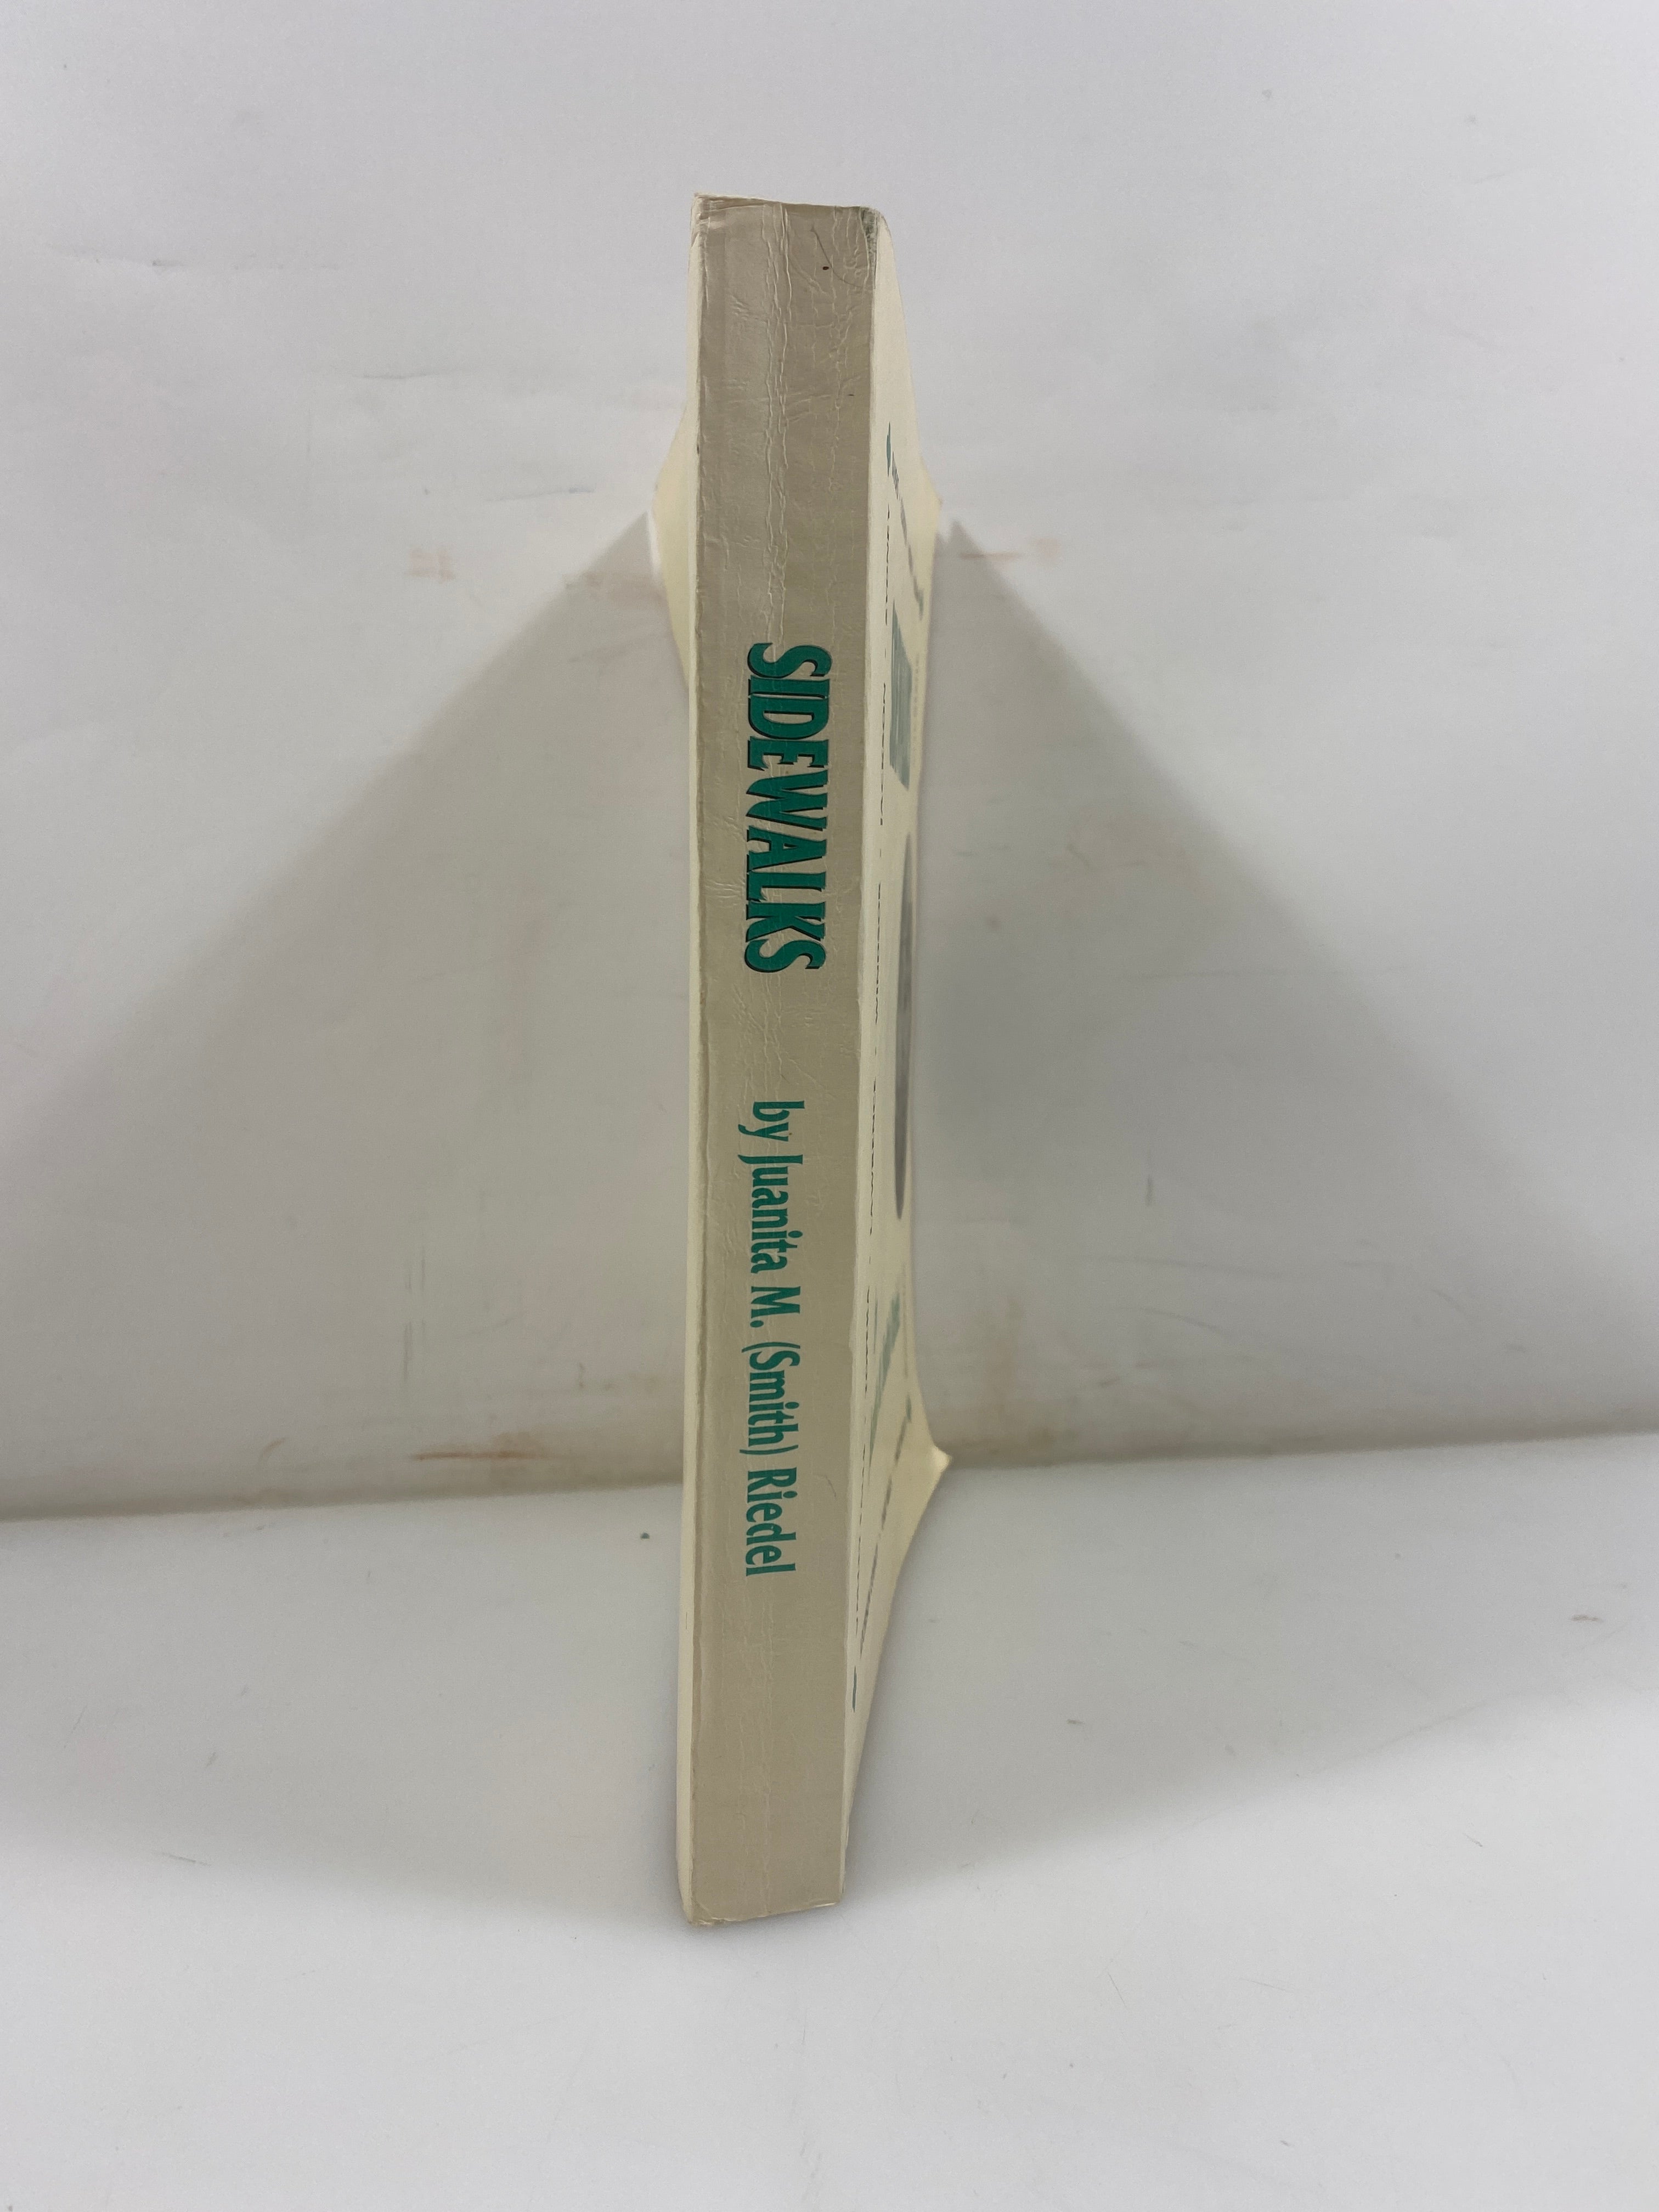 SIDEWALKS
by Juanita M. (Smith) Riedel